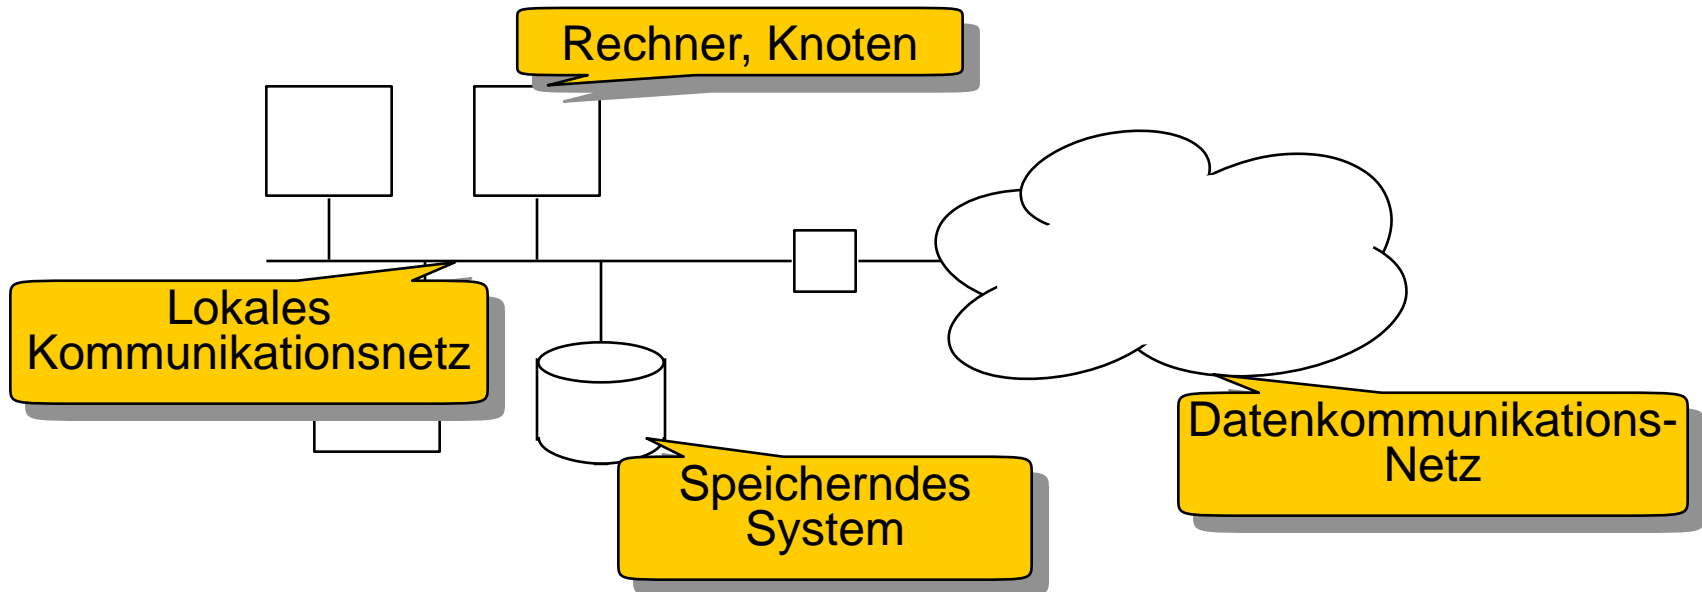 Rechner, Knoten
Lokales
Kommunikationsnetz
Speicherndes
System
Datenkommunikations-
Netz